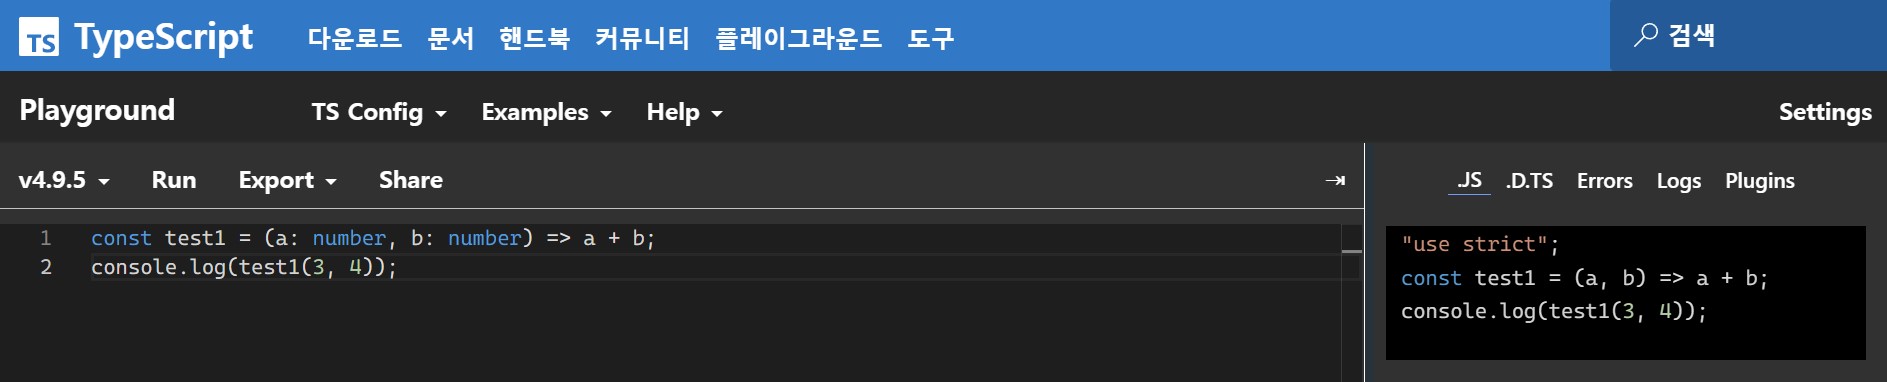 TS TypeScript 다운로드 문서 핸드북 커뮤니티 플레이그라운드 도구 검색
Playground TS Config Examples Help Settings
v4.9.5 Run Export Share
1 const test1 = (a: number, b: number) => a + b;
2 console.log(test1(3, 4));
.JS .D.TS Errors Logs Plugins
"use strict";
const test1 = (a, b) => a + b;
console.log(test1(3, 4));